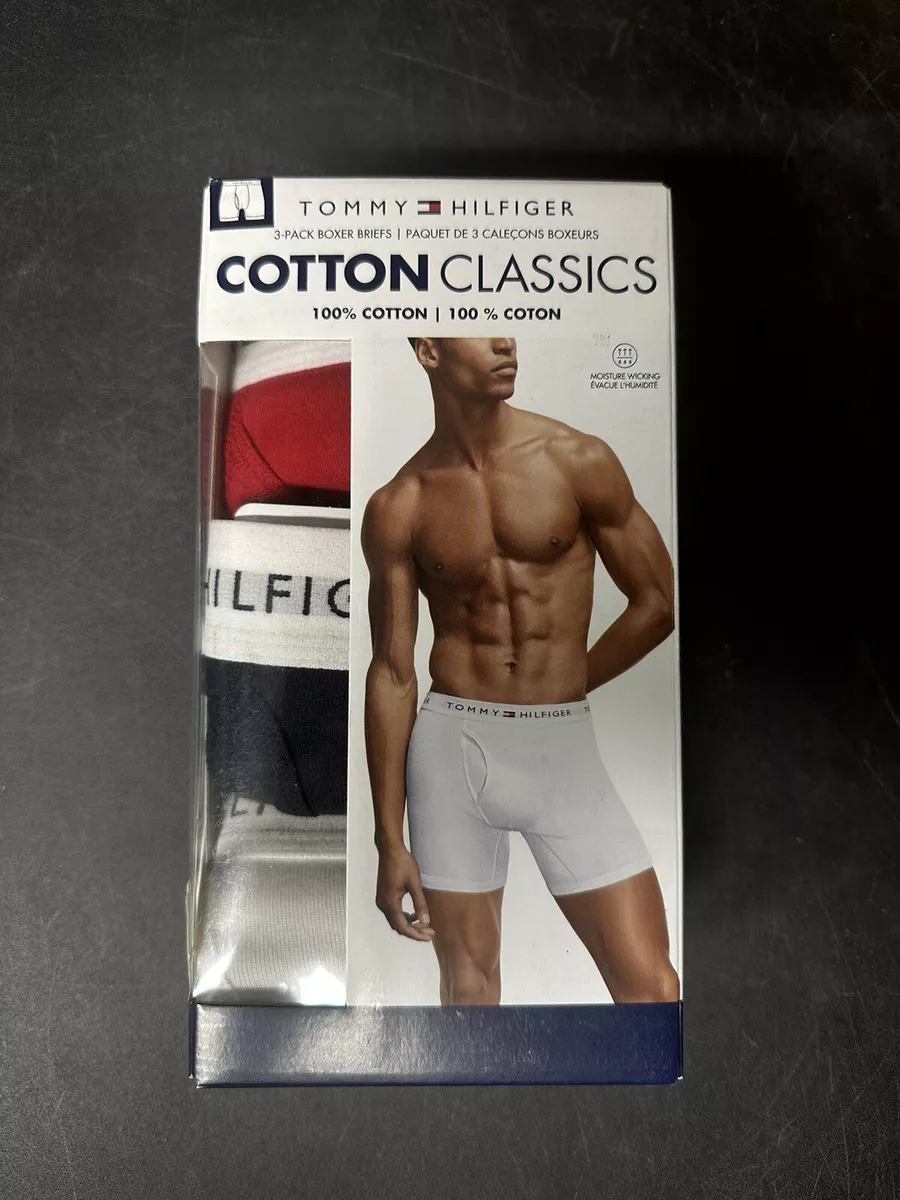 TOMMY HILFIGER
3-PACK BOXER BRIEFS | PAQUET DE 3 CALEÇONS BOXEURS
COTTON CLASSICS
100% COTTON | 100 % COTON
MOISTURE WICKING
ÉVACUE L'HUMIDITÉ
HILFIG
TOMMY HILFIGER